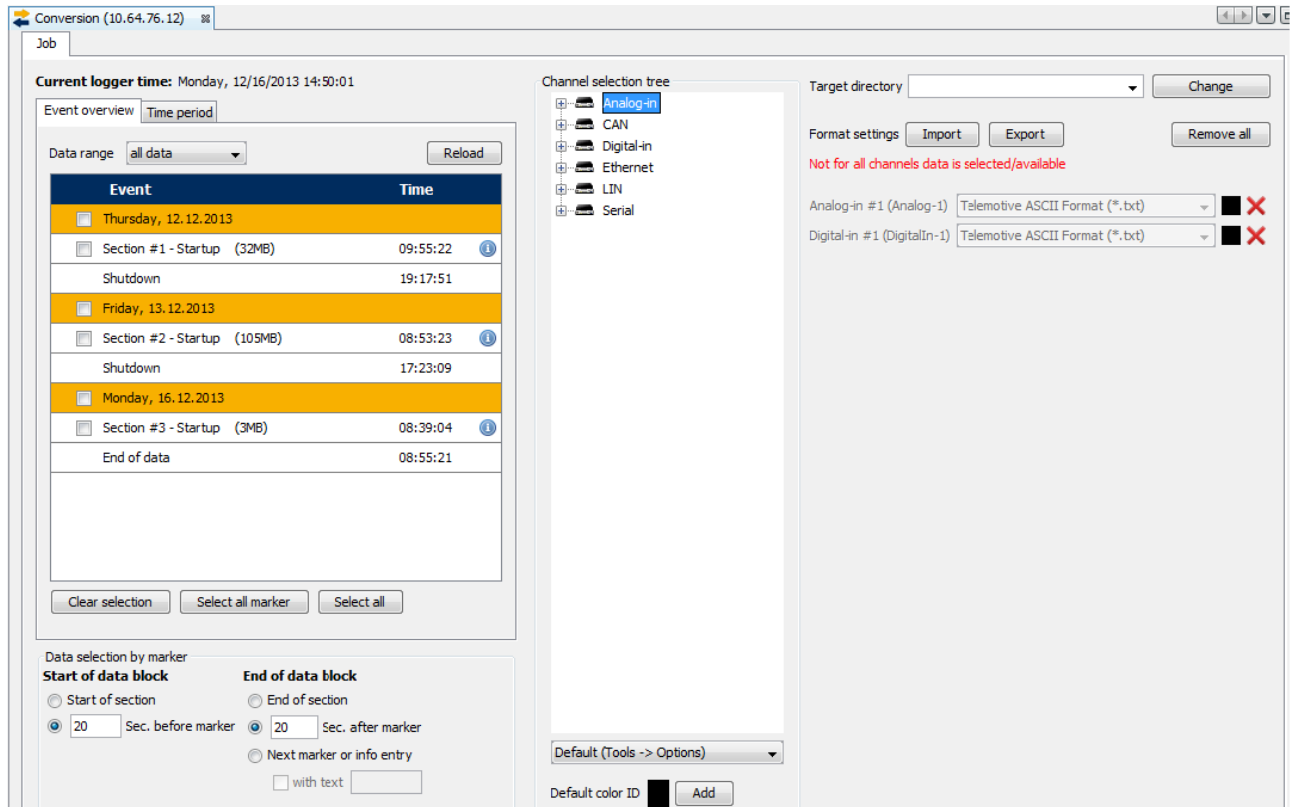 Conversion (10.64.76.12)
Job
Current logger time: Monday, 12/16/2013 14:50:01
Event overview
Time period
Data range all data
Reload
Event Time
Thursday, 12.12.2013
Section #1 - Startup (32MB) 09:55:22
Shutdown 19:17:51
Friday, 13.12.2013
Section #2 - Startup (105MB) 08:53:23
Shutdown 17:23:09
Monday, 16.12.2013
Section #3 - Startup (3MB) 08:39:04
End of data 08:55:21
Clear selection
Select all marker
Select all
Data selection by marker
Start of data block
Start of section
20 Sec. before marker
End of data block
End of section
20 Sec. after marker
Next marker or info entry
with text
Channel selection tree
Analog-in
CAN
Digital-in
Ethernet
LIN
Serial
Default (Tools -> Options)
Default color ID
Add
Target directory
Change
Format settings
Import
Export
Remove all
Not for all channels data is selected/available
Analog-in #1 (Analog-1) Telemotive ASCII Format (*.txt)
Digital-in #1 (DigitalIn-1) Telemotive ASCII Format (*.txt)